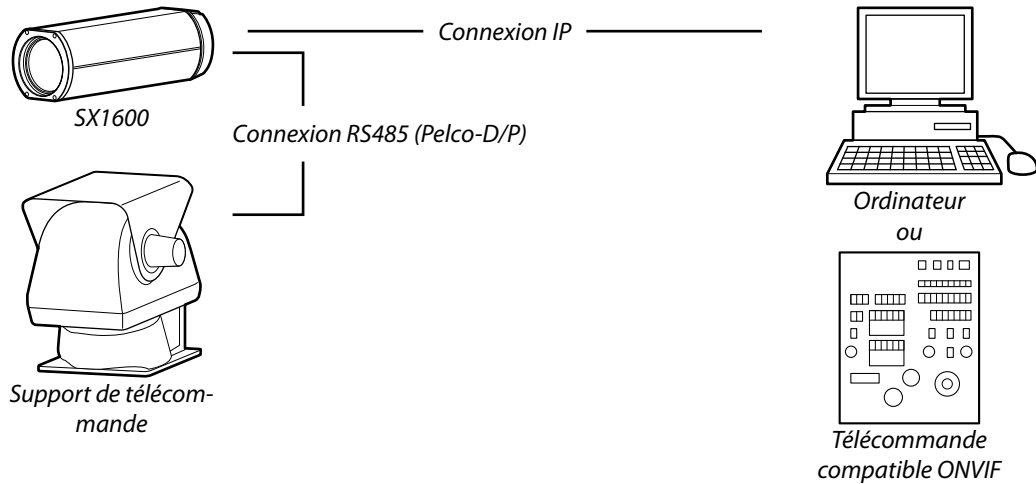 Connexion IP
SX1600
Connexion RS485 (Pelco-D/P)
Ordinateur
ou
Support de télécom-
mande
Télécommande
compatible ONVIF